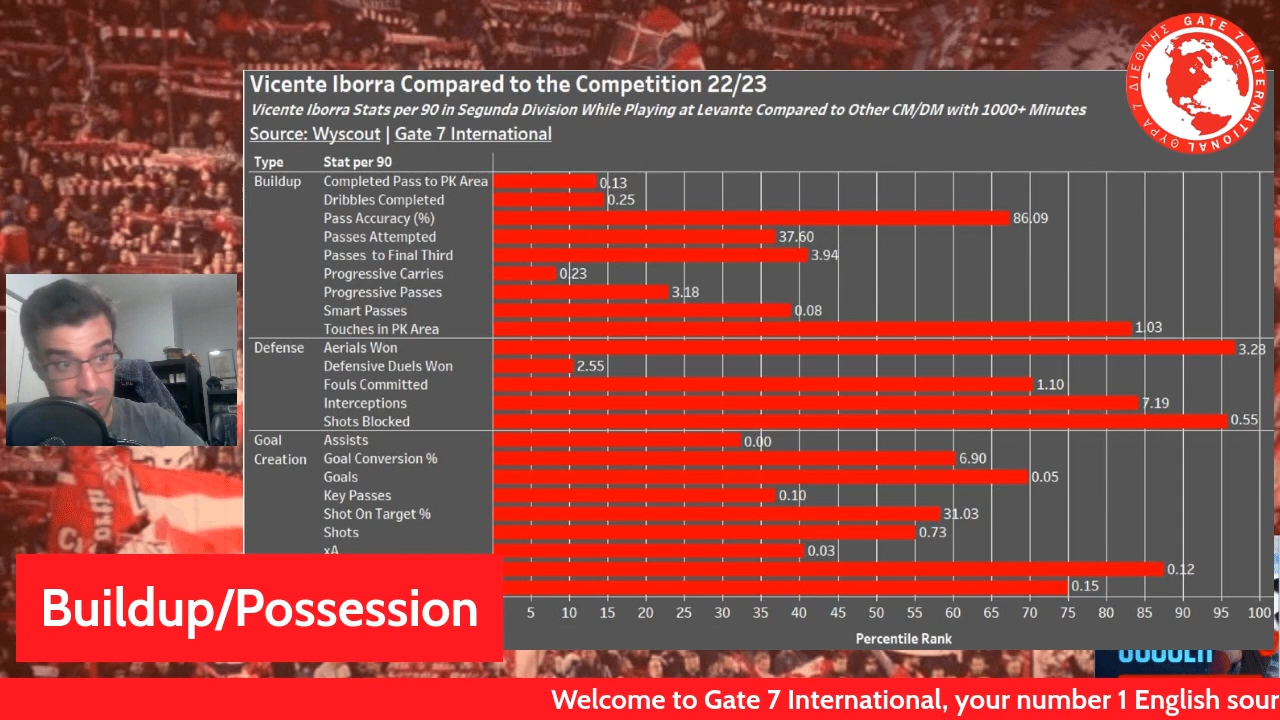 Vicente Iborra Compared to the Competition 22/23
Vicente Iborra Stats per 90 in Segunda Division While Playing at Levante Compared to Other CM/DM with 1000+ Minutes
Source: Wyscout | Gate 7 International
GATE 7 INTERNATIONAL
ΘΥΡΑ 7 ΔΙΕΘΝΗΣ
Type Stat per 90
Buildup Completed Pass to PK Area 0.13
Dribbles Completed 0.25
Pass Accuracy (%) 86.09
Passes Attempted 37.60
Passes to Final Third 3.94
Progressive Carries 0.23
Progressive Passes 3.18
Smart Passes 0.08
Touches in PK Area 1.03
Defense Aerials Won 3.28
Defensive Duels Won 2.55
Fouls Committed 1.10
Interceptions 7.19
Shots Blocked 0.55
Goal Assists 0.00
Creation Goal Conversion % 6.90
Goals 0.05
Key Passes 0.10
Shot On Target % 31.03
Shots 0.73
xA 0.03
0.12
0.15
5 10 15 20 25 30 35 40 45 50 55 60 65 70 75 80 85 90 95 100
Percentile Rank
Buildup/Possession
Welcome to Gate 7 International, your number 1 English sour